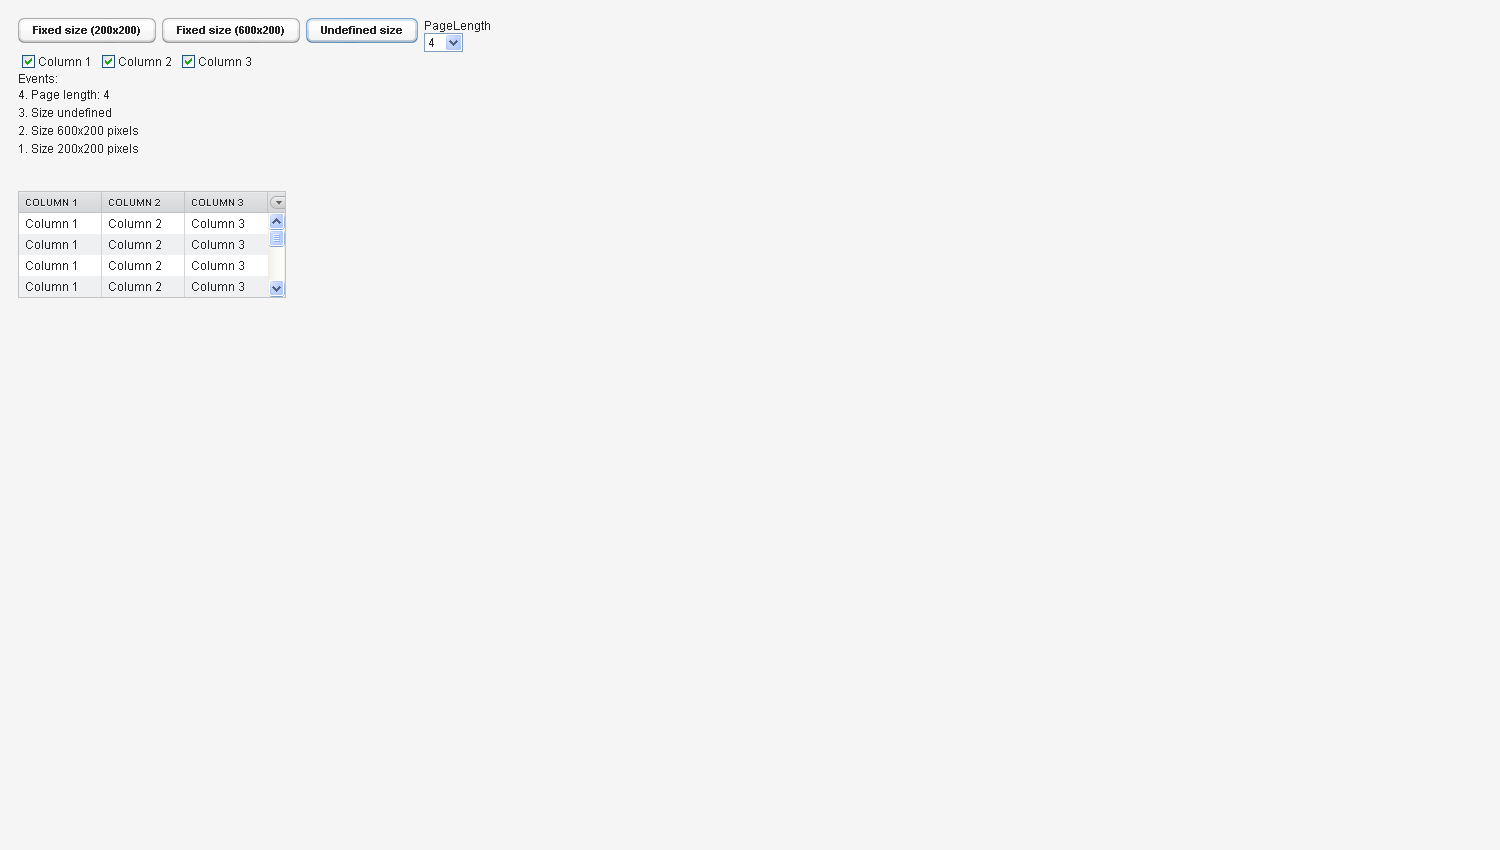 Fixed size (200x200) Fixed size (600x200) Undefined size PageLength
4
Column 1 Column 2 Column 3
Events:
4. Page length: 4
3. Size undefined
2. Size 600x200 pixels
1. Size 200x200 pixels
COLUMN 1 COLUMN 2 COLUMN 3
Column 1 Column 2 Column 3
Column 1 Column 2 Column 3
Column 1 Column 2 Column 3
Column 1 Column 2 Column 3